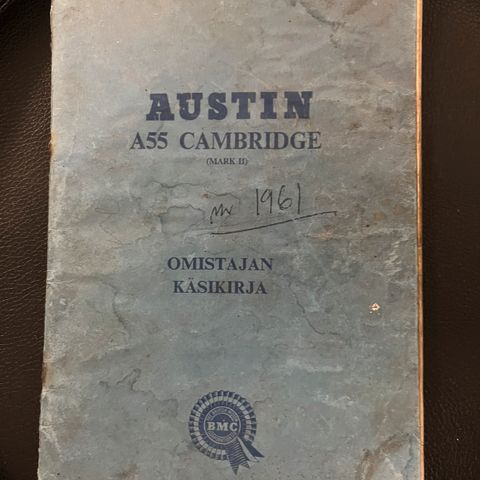 AUSTIN
A55 CAMBRIDGE
(MARK II)
1961
OMISTAJAN
KÄSIKIRJA
BMC